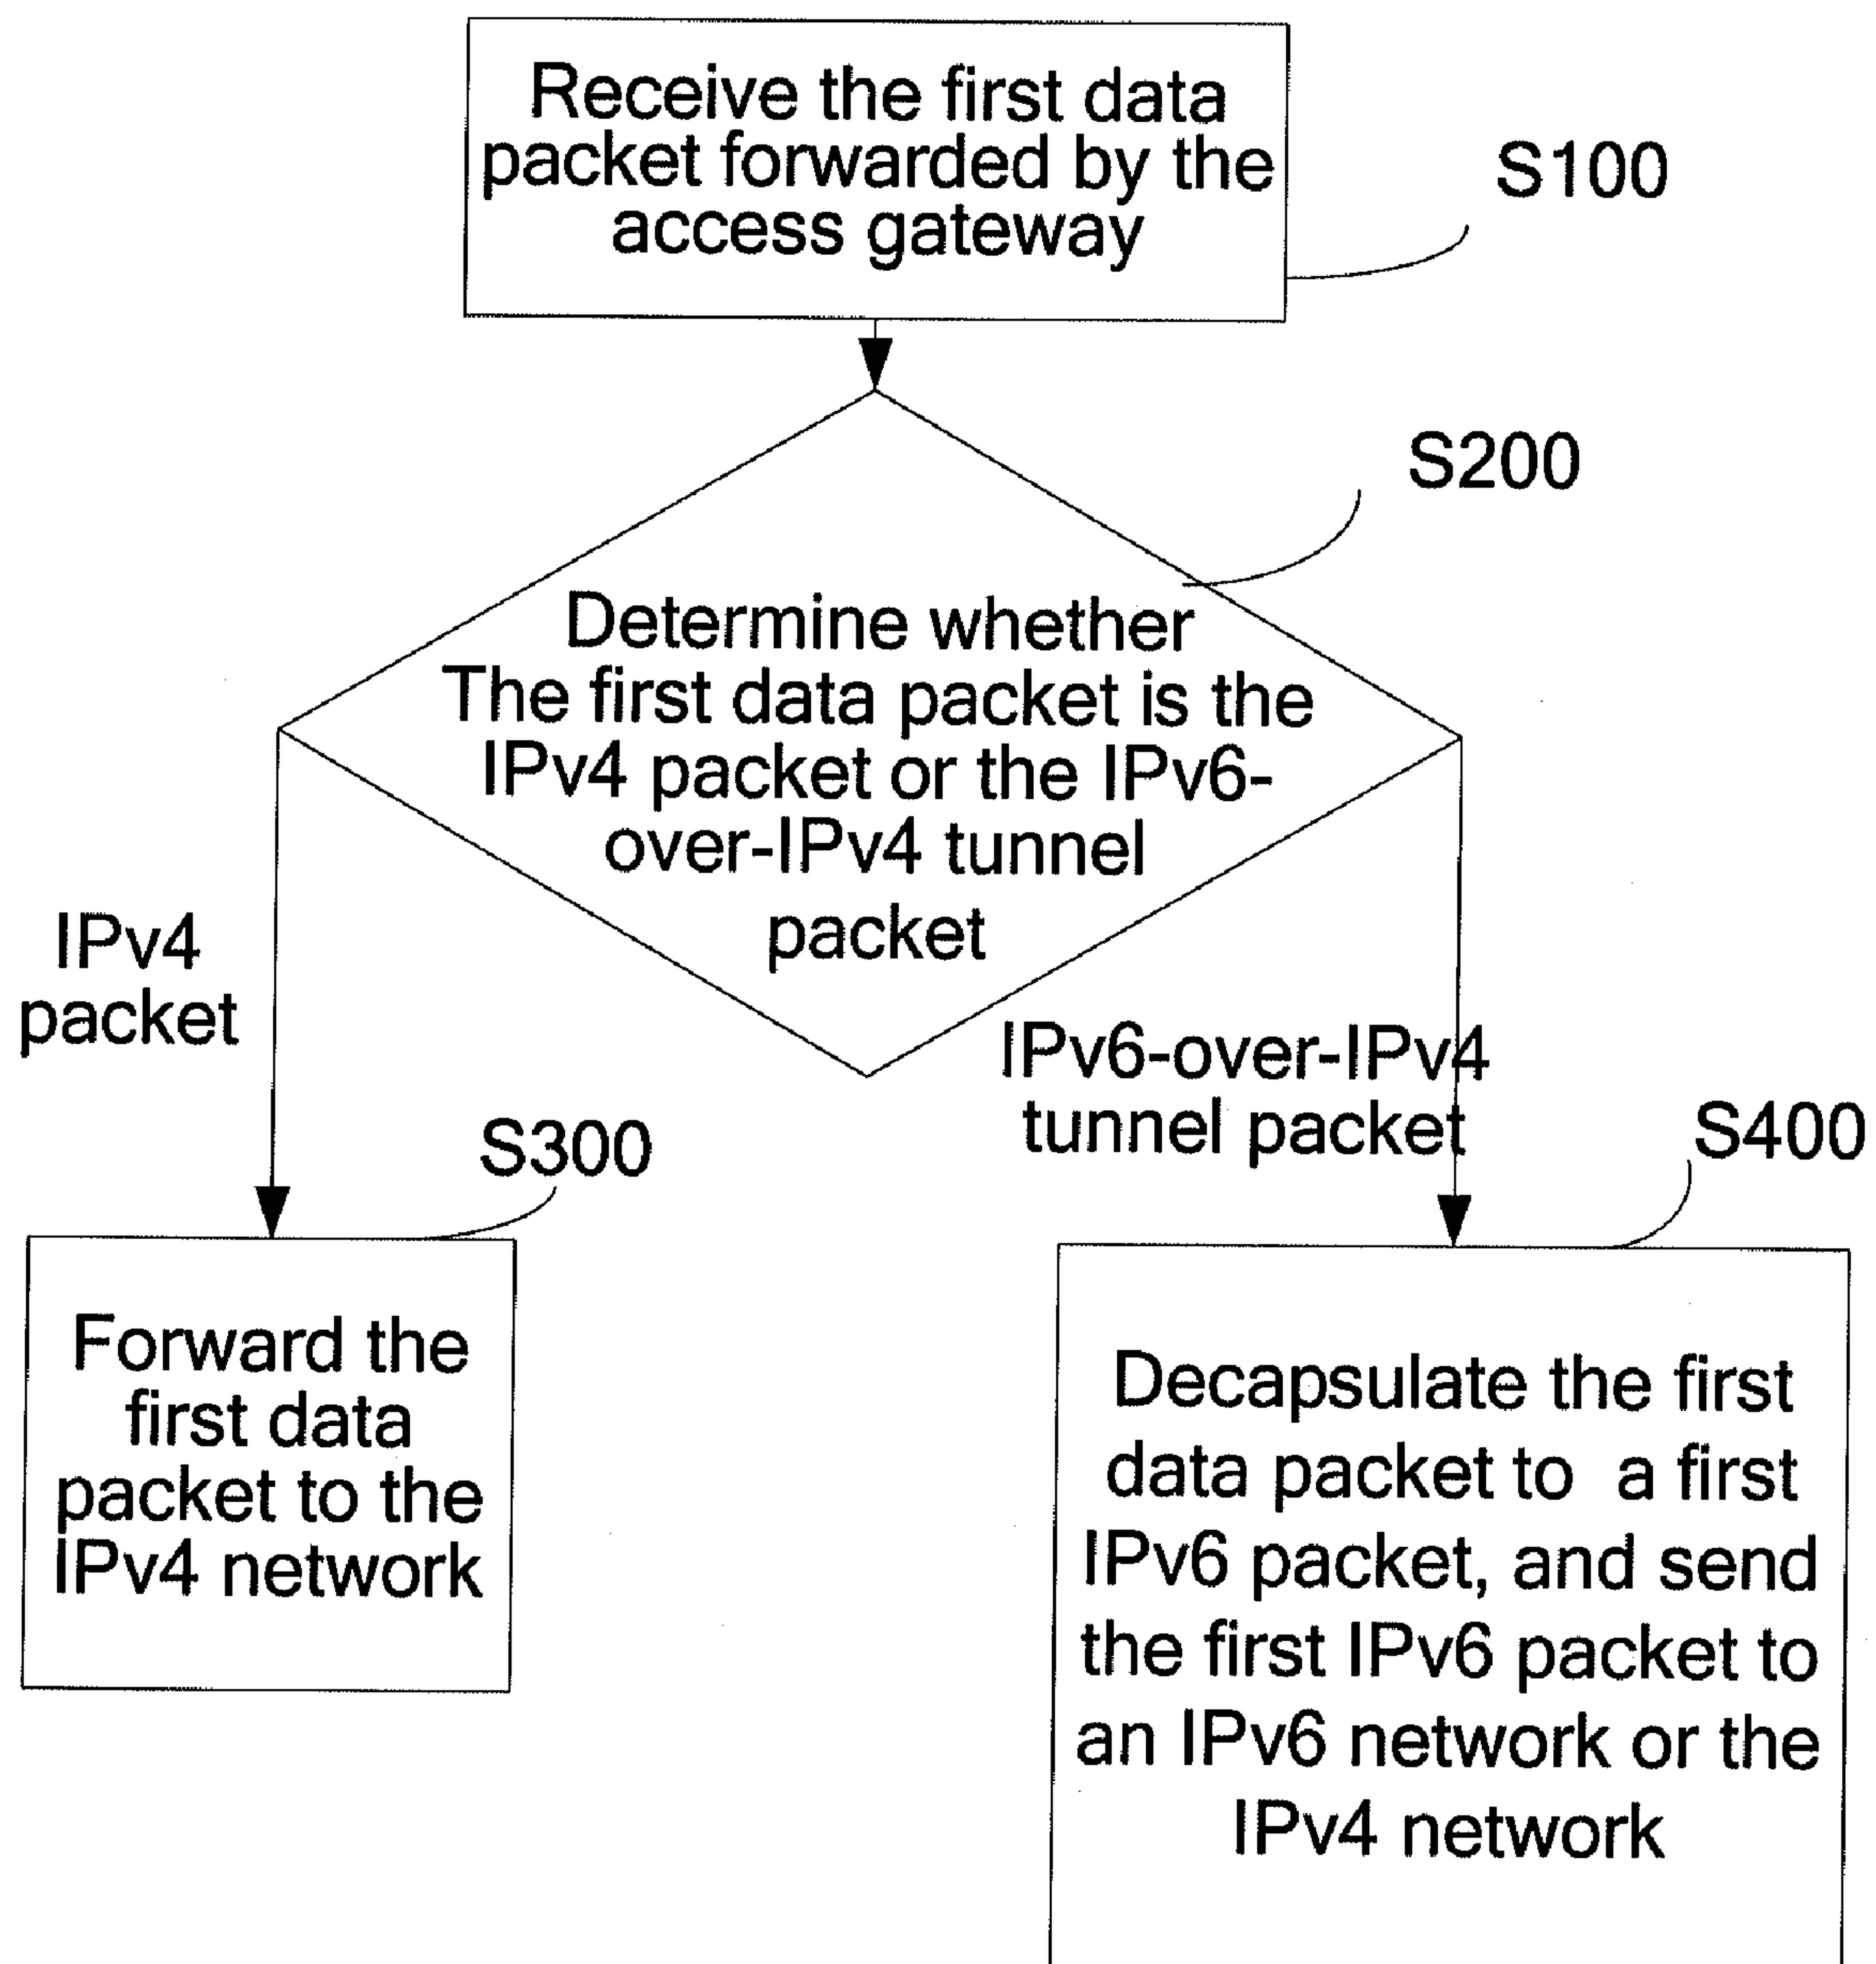 Receive the first data
packet forwarded by the
access gateway
S100
S200
Determine whether
The first data packet is the
IPv4 packet or the IPv6-
over-IPv4 tunnel
packet
IPv4
packet
IPv6-over-IPv4
tunnel packet
S300
S400
Forward the
first data
packet to the
IPv4 network
Decapsulate the first
data packet to a first
IPv6 packet, and send
the first IPv6 packet to
an IPv6 network or the
IPv4 network